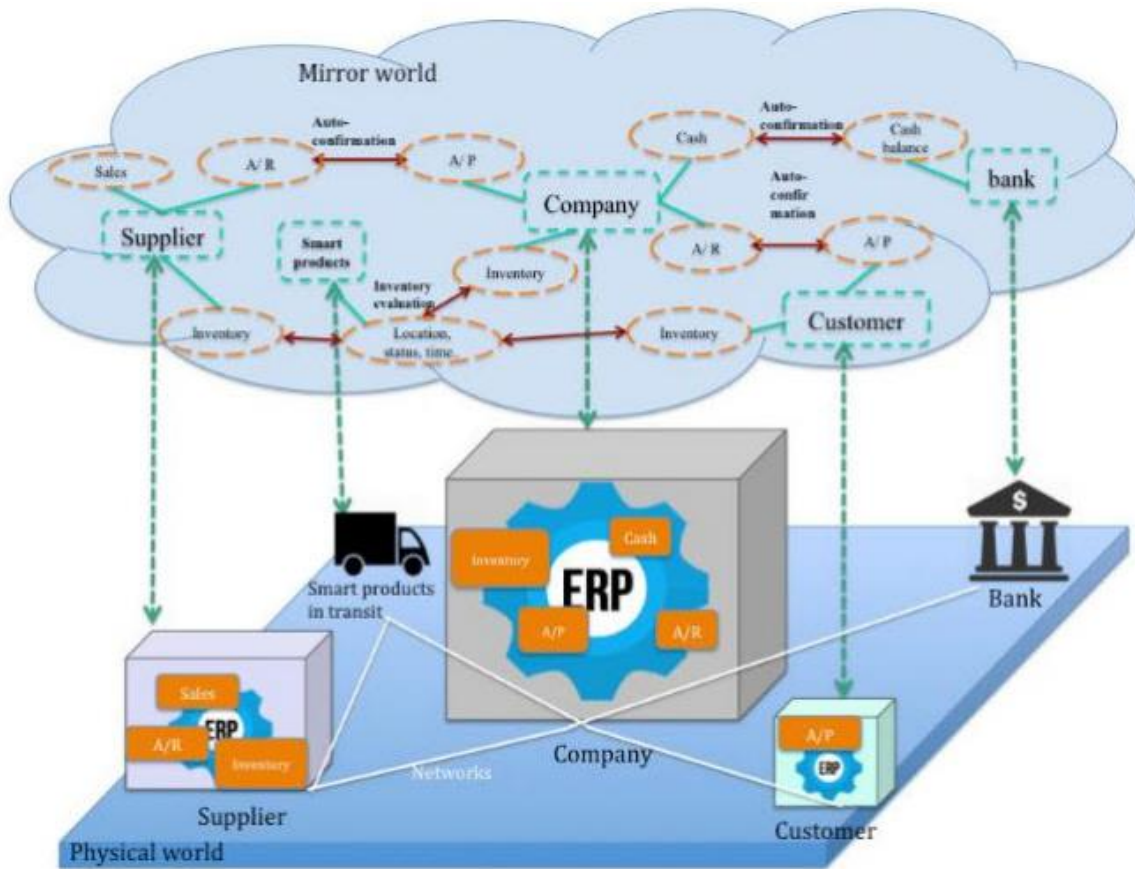 Mirror world
Auto-
confirmation
Auto-
confirmation
Sales
A/ R
A/ P
Cash
Cash
balance
bank
Company
Auto-
confir
mation
Supplier
Smart
products
A/ R
A/ P
Inventory
Inventory
evaluation
Inventory
Location,
status, time
Inventory
Customer
$
Cash
Inventory
ERP
A/P
A/R
Smart products
in transit
Bank
Sales
ERP
A/R
Inventory
Company
A/P
ERP
Networks
Supplier
Customer
Physical world